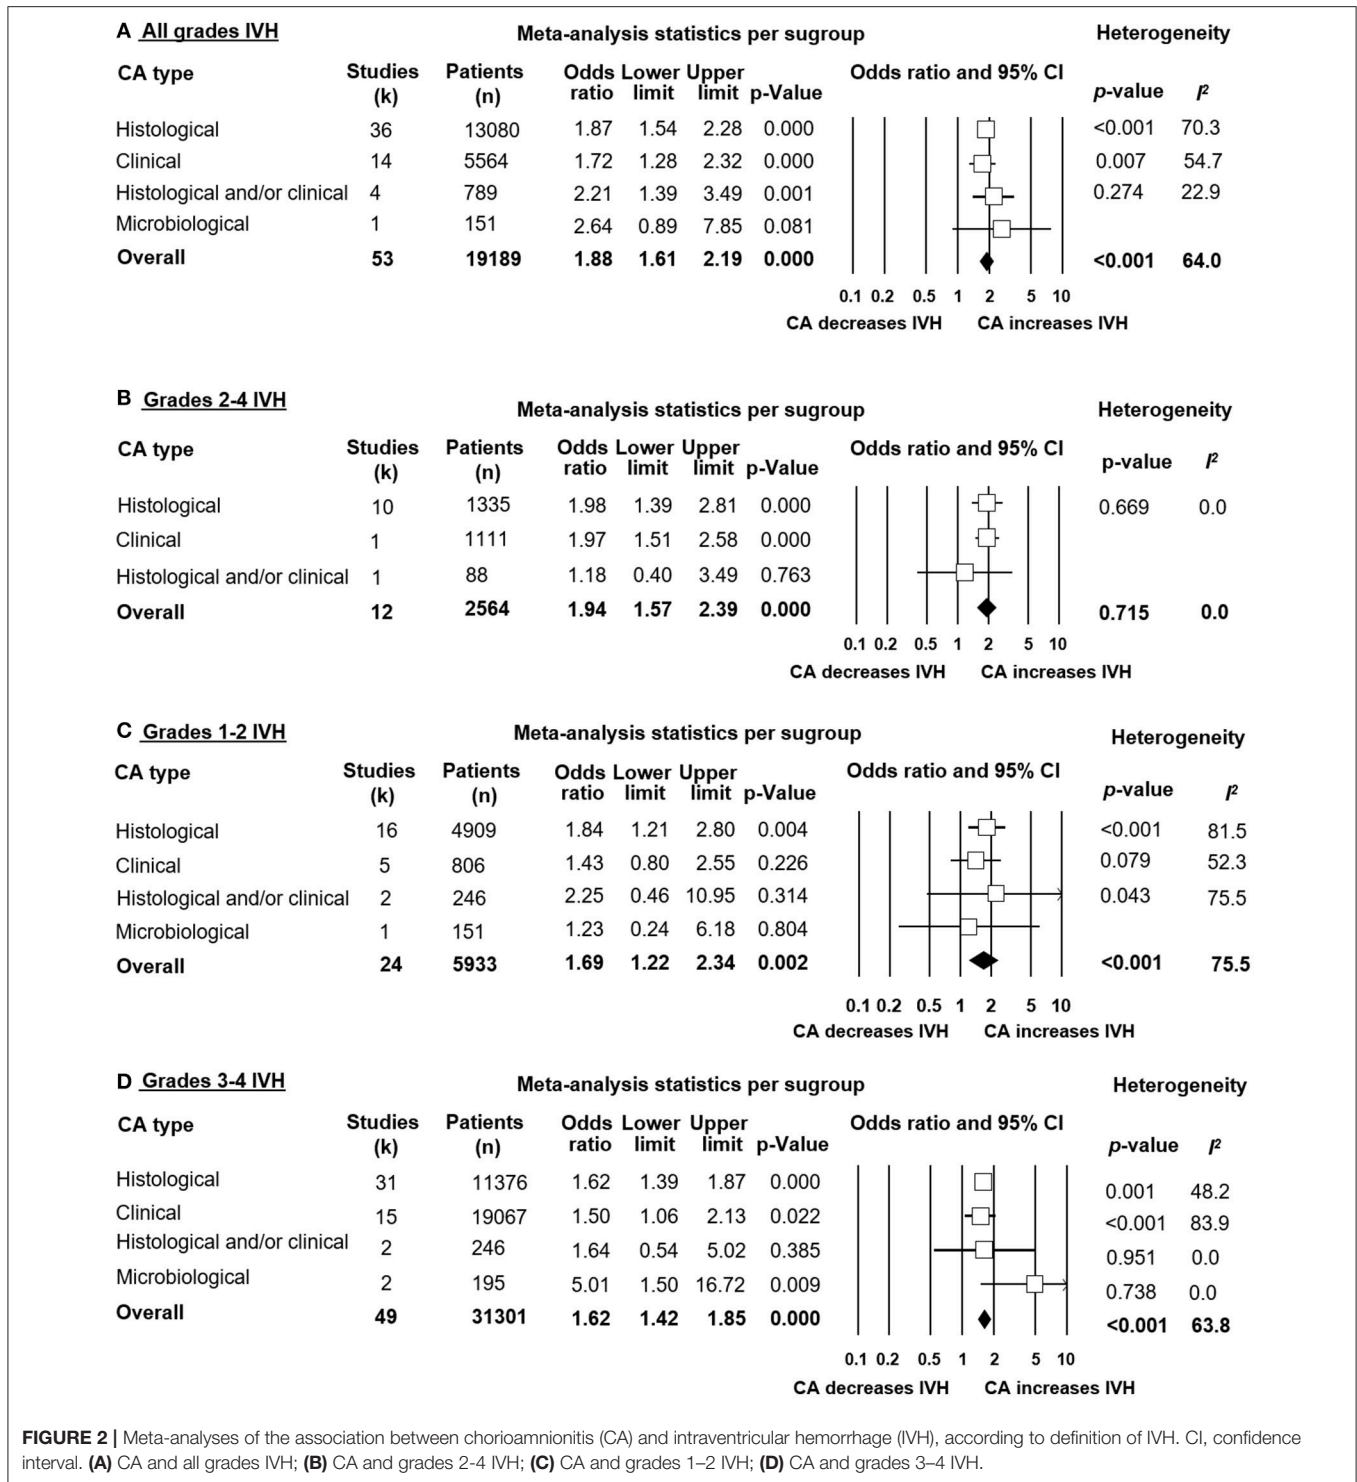 A All grades IVH Meta-analysis statistics per sugroup Heterogeneity
CA type Studies (k) Patients (n) Odds ratio Lower limit Upper limit p-Value Odds ratio and 95% CI p-value I²
Histological 36 13080 1.87 1.54 2.28 0.000 <0.001 70.3
Clinical 14 5564 1.72 1.28 2.32 0.000 0.007 54.7
Histological and/or clinical 4 789 2.21 1.39 3.49 0.001 0.274 22.9
Microbiological 1 151 2.64 0.89 7.85 0.081
Overall 53 19189 1.88 1.61 2.19 0.000 <0.001 64.0
0.1 0.2 0.5 1 2 5 10
CA decreases IVH CA increases IVH
B Grades 2-4 IVH Meta-analysis statistics per sugroup Heterogeneity
CA type Studies (k) Patients (n) Odds ratio Lower limit Upper limit p-Value Odds ratio and 95% CI p-value I²
Histological 10 1335 1.98 1.39 2.81 0.000 0.669 0.0
Clinical 1 1111 1.97 1.51 2.58 0.000
Histological and/or clinical 1 88 1.18 0.40 3.49 0.763
Overall 12 2564 1.94 1.57 2.39 0.000 0.715 0.0
0.1 0.2 0.5 1 2 5 10
CA decreases IVH CA increases IVH
C Grades 1-2 IVH Meta-analysis statistics per sugroup Heterogeneity
CA type Studies (k) Patients (n) Odds ratio Lower limit Upper limit p-Value Odds ratio and 95% CI p-value I²
Histological 16 4909 1.84 1.21 2.80 0.004 <0.001 81.5
Clinical 5 806 1.43 0.80 2.55 0.226 0.079 52.3
Histological and/or clinical 2 246 2.25 0.46 10.95 0.314 0.043 75.5
Microbiological 1 151 1.23 0.24 6.18 0.804
Overall 24 5933 1.69 1.22 2.34 0.002 <0.001 75.5
0.1 0.2 0.5 1 2 5 10
CA decreases IVH CA increases IVH
D Grades 3-4 IVH Meta-analysis statistics per sugroup Heterogeneity
CA type Studies (k) Patients (n) Odds ratio Lower limit Upper limit p-Value Odds ratio and 95% CI p-value I²
Histological 31 11376 1.62 1.39 1.87 0.000 0.001 48.2
Clinical 15 19067 1.50 1.06 2.13 0.022 <0.001 83.9
Histological and/or clinical 2 246 1.64 0.54 5.02 0.385 0.951 0.0
Microbiological 2 195 5.01 1.50 16.72 0.009 0.738 0.0
Overall 49 31301 1.62 1.42 1.85 0.000 <0.001 63.8
0.1 0.2 0.5 1 2 5 10
CA decreases IVH CA increases IVH
FIGURE 2 | Meta-analyses of the association between chorioamnionitis (CA) and intraventricular hemorrhage (IVH), according to definition of IVH. CI, confidence
interval. (A) CA and all grades IVH; (B) CA and grades 2-4 IVH; (C) CA and grades 1–2 IVH; (D) CA and grades 3–4 IVH.